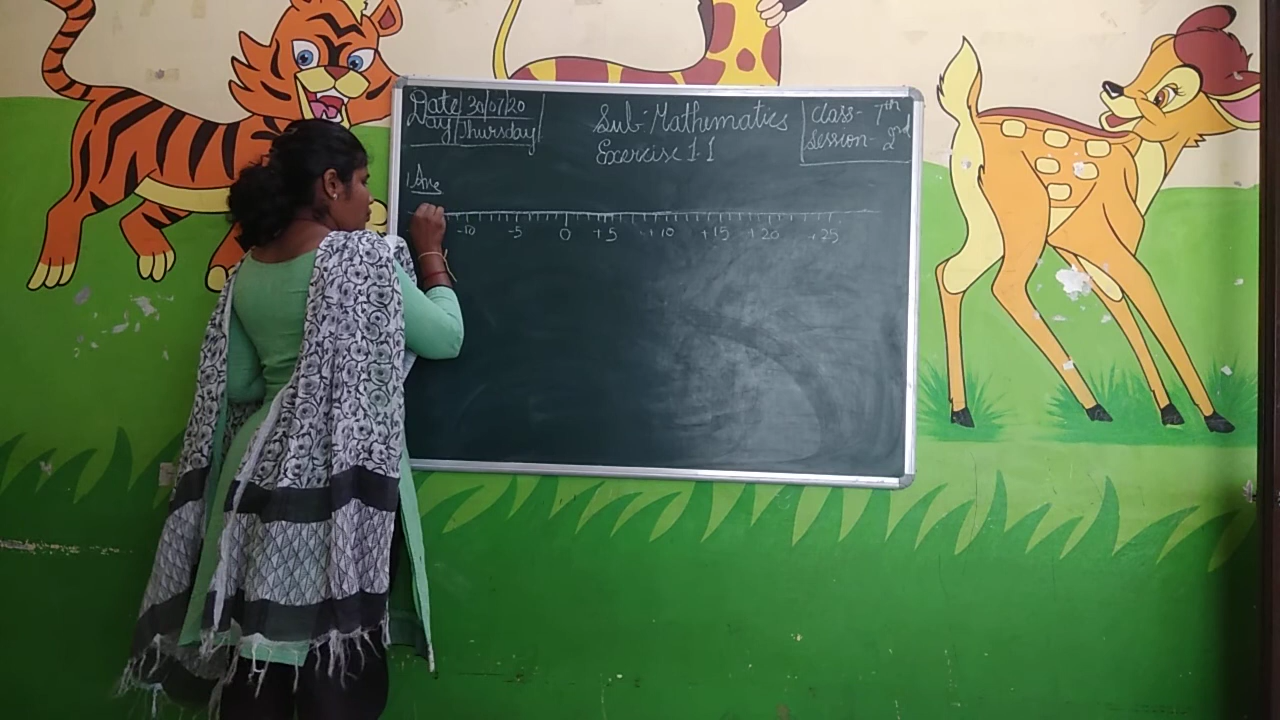 Date 30/07/20
Day Thursday
Sub- Mathematics
Exercise 1.1
Class- 7th
Session- 2nd
1 Ans
-10 -5 0 +5 +10 +15 +20 +25